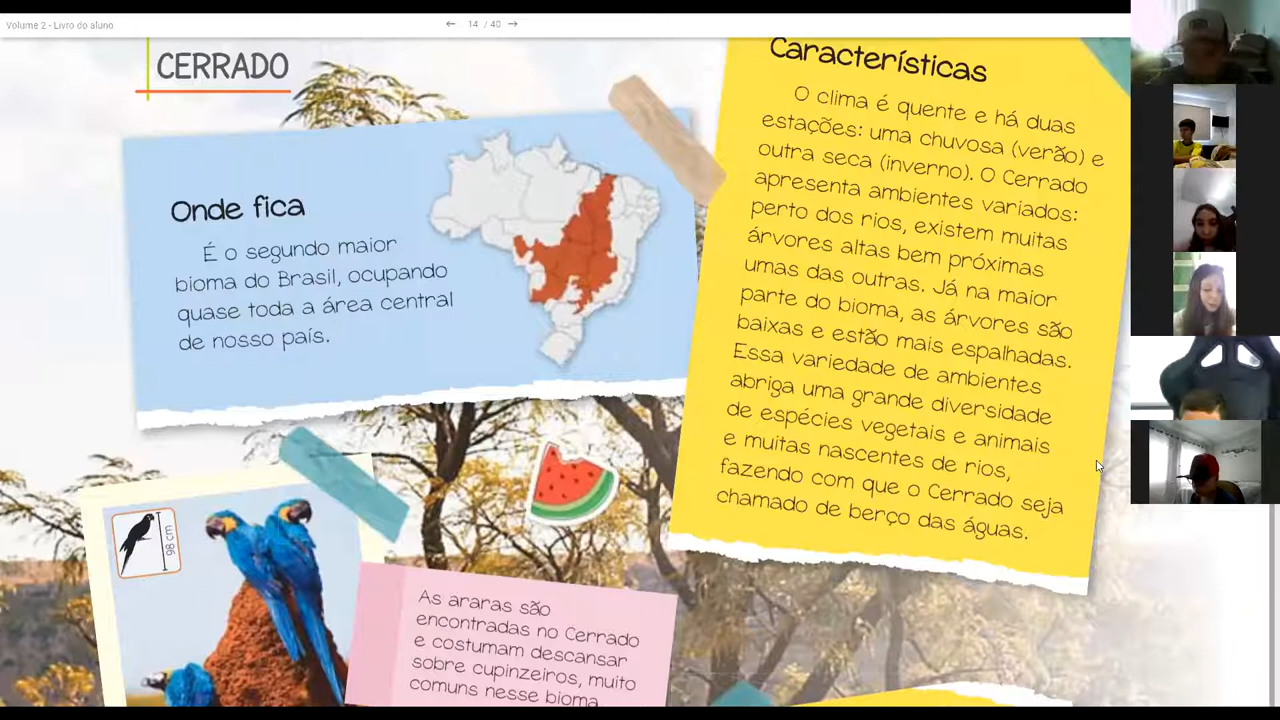 Volume 2 - Livro do aluno
← 14 / 40 →
CERRADO
Onde fica
É o segundo maior
bioma do Brasil, ocupando
quase toda a área central
de nosso país.
Características
O clima é quente e há duas
estações: uma chuvosa (verão) e
outra seca (inverno). O Cerrado
apresenta ambientes variados:
perto dos rios, existem muitas
árvores altas bem próximas
umas das outras. Já na maior
parte do bioma, as árvores são
baixas e estão mais espalhadas.
Essa variedade de ambientes
abriga uma grande diversidade
de espécies vegetais e animais
e muitas nascentes de rios,
fazendo com que o Cerrado seja
chamado de berço das águas.
98 cm
As araras são
encontradas no Cerrado
e costumam descansar
sobre cupinzeiros, muito
comuns nesse bioma